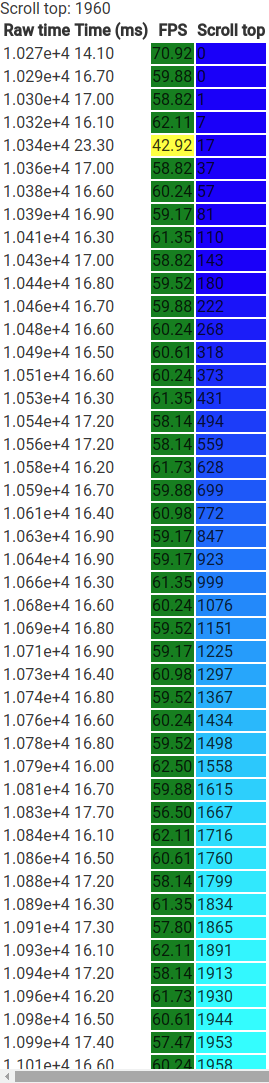 Scroll top: 1960
Raw time Time (ms) FPS Scroll top
1.027e+4 14.10 70.92 0
1.029e+4 16.70 59.88 0
1.030e+4 17.00 58.82 1
1.032e+4 16.10 62.11 7
1.034e+4 23.30 42.92 17
1.036e+4 17.00 58.82 37
1.038e+4 16.60 60.24 57
1.039e+4 16.90 59.17 81
1.041e+4 16.30 61.35 110
1.043e+4 17.00 58.82 143
1.044e+4 16.80 59.52 180
1.046e+4 16.70 59.88 222
1.048e+4 16.60 60.24 268
1.049e+4 16.50 60.61 318
1.051e+4 16.60 60.24 373
1.053e+4 16.30 61.35 431
1.054e+4 17.20 58.14 494
1.056e+4 17.20 58.14 559
1.058e+4 16.20 61.73 628
1.059e+4 16.70 59.88 699
1.061e+4 16.40 60.98 772
1.063e+4 16.90 59.17 847
1.064e+4 16.90 59.17 923
1.066e+4 16.30 61.35 999
1.068e+4 16.60 60.24 1076
1.069e+4 16.80 59.52 1151
1.071e+4 16.90 59.17 1225
1.073e+4 16.40 60.98 1297
1.074e+4 16.80 59.52 1367
1.076e+4 16.60 60.24 1434
1.078e+4 16.80 59.52 1498
1.079e+4 16.00 62.50 1558
1.081e+4 16.70 59.88 1615
1.083e+4 17.70 56.50 1667
1.084e+4 16.10 62.11 1716
1.086e+4 16.50 60.61 1760
1.088e+4 17.20 58.14 1799
1.089e+4 16.30 61.35 1834
1.091e+4 17.30 57.80 1865
1.093e+4 16.10 62.11 1891
1.094e+4 17.20 58.14 1913
1.096e+4 16.20 61.73 1930
1.098e+4 16.50 60.61 1944
1.099e+4 17.40 57.47 1953
1.101e+4 16.60 60.24 1958